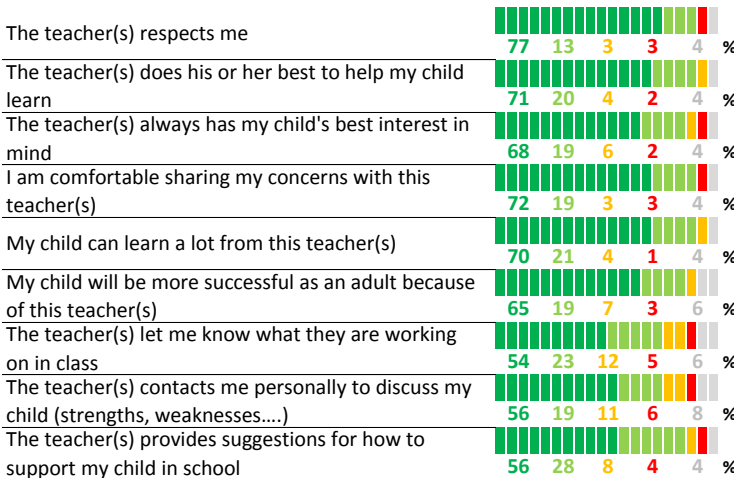 The teacher(s) respects me
77 13 3 3 4 %
The teacher(s) does his or her best to help my child
learn
71 20 4 2 4 %
The teacher(s) always has my child's best interest in
mind
68 19 6 2 4 %
I am comfortable sharing my concerns with this
teacher(s)
72 19 3 3 4 %
My child can learn a lot from this teacher(s)
70 21 4 1 4 %
My child will be more successful as an adult because
of this teacher(s)
65 19 7 3 6 %
The teacher(s) let me know what they are working
on in class
54 23 12 5 6 %
The teacher(s) contacts me personally to discuss my
child (strengths, weaknesses....)
56 19 11 6 8 %
The teacher(s) provides suggestions for how to
support my child in school
56 28 8 4 4 %